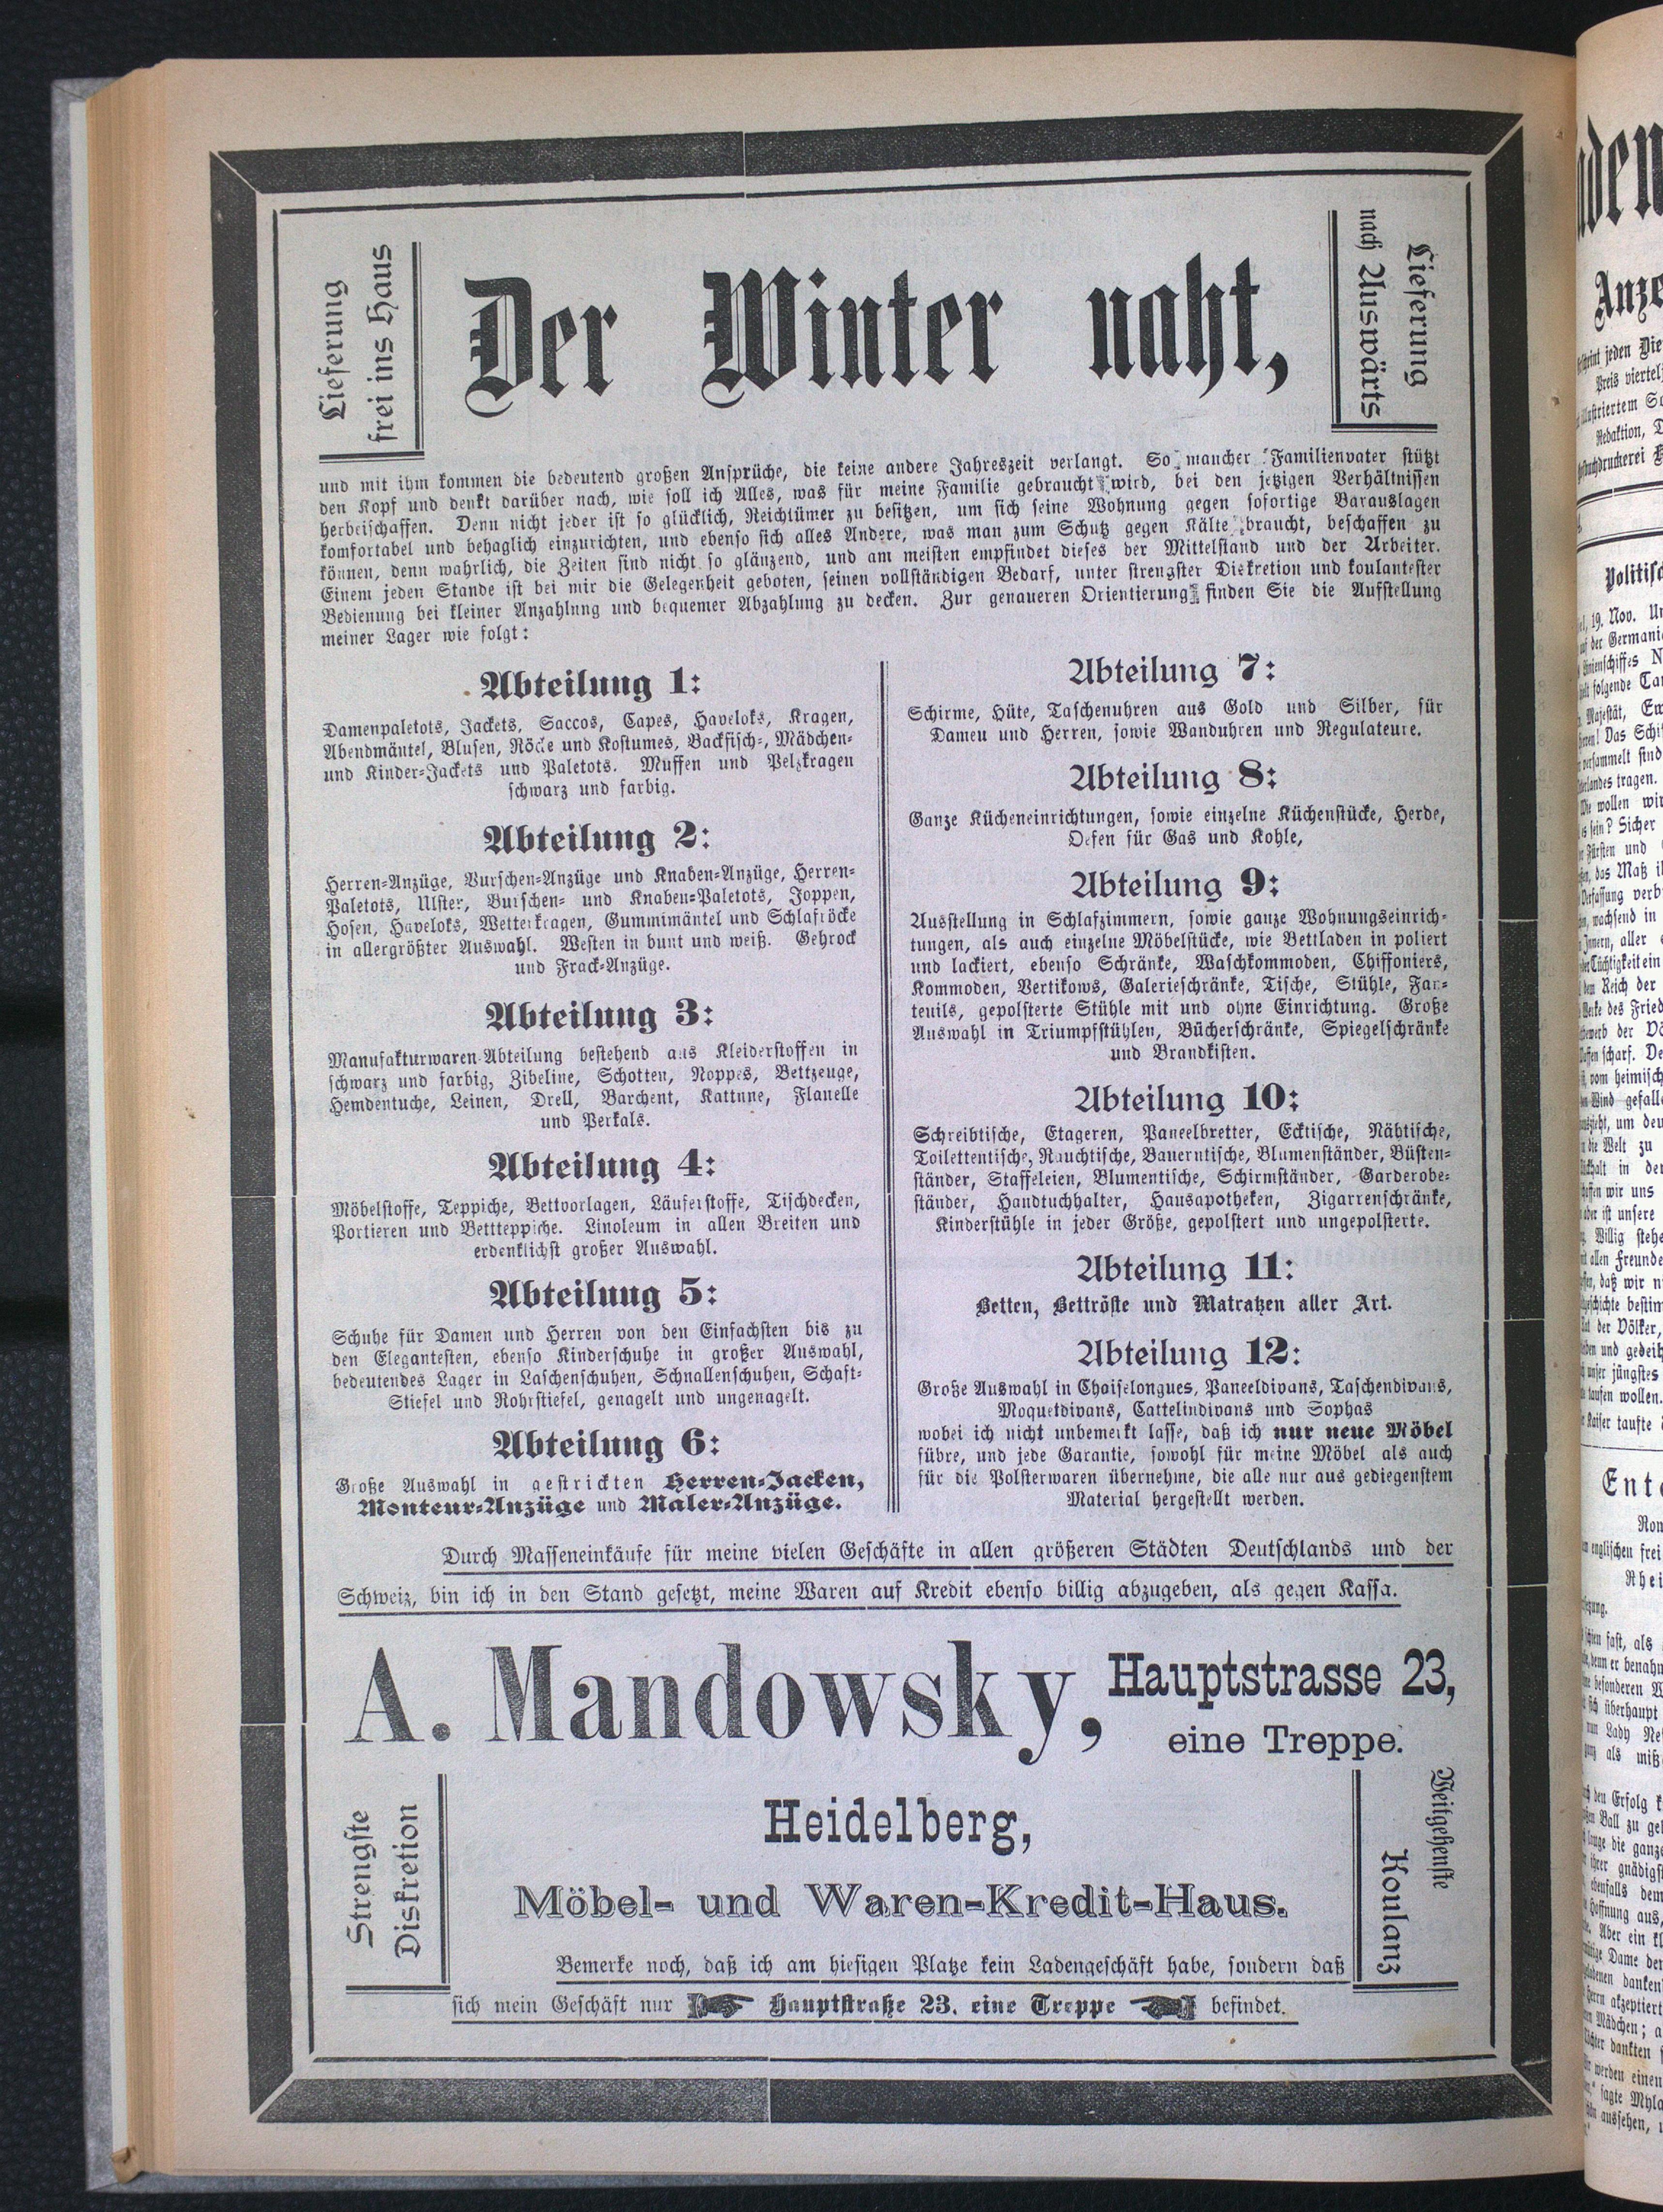 Lieferung
frei ins Haus
Der Winter naht,
Lieferung
nach Auswärts
und mit ihm kommen die bedeutend großen Ansprüche, die keine andere Jahreszeit verlangt. So mancher Familienvater stützt
den Kopf und denkt darüber nach, wie soll ich Alles, was für meine Familie gebraucht wird, bei den jetzigen Verhältnissen
herbeischaffen. Denn nicht jeder ist so glücklich, Reichtümer zu besitzen, um sich seine Wohnung gegen sofortige Barauslagen
komfortabel und behaglich einzurichten, und ebenso sich alles Andere, was man zum Schutz gegen Kälte braucht, beschaffen zu
können, denn wahrlich, die Zeiten sind nicht so glänzend, und am meisten empfindet dieses der Mittelstand und der Arbeiter.
Einem jeden Stande ist bei mir die Gelegenheit geboten, seinen vollständigen Bedarf, unter strengster Diskretion und koulantester
Bedienung bei kleiner Anzahlung und bequemer Abzahlung zu decken. Zur genaueren Orientierung finden Sie die Aufstellung
meiner Lager wie folgt:
Abteilung 1:
Damenpaletots, Jackets, Saccos, Capes, Haveloks, Kragen,
Abendmäntel, Blusen, Röcke und Kostumes, Backfisch-, Mädchen-
und Kinder-Jackets und Paletots. Muffen und Pelzkragen
schwarz und farbig.
Abteilung 2:
Herren-Anzüge, Burschen-Anzüge und Knaben-Anzüge, Herren-
Paletots, Ulster, Burschen- und Knaben-Paletots, Joppen,
Hosen, Haveloks, Wetterkragen, Gummimäntel und Schlafröcke
in allergrößter Auswahl. Westen in bunt und weiß. Gehrock
und Frack-Anzüge.
Abteilung 3:
Manufakturwaren-Abteilung bestehend aus Kleiderstoffen in
schwarz und farbig, Zibeline, Schotten, Noppes, Bettzeuge,
Hemdentuche, Leinen, Drell, Barchent, Kattune, Flanelle
und Perkals.
Abteilung 4:
Möbelstoffe, Teppiche, Bettvorlagen, Läuferstoffe, Tischdecken,
Portieren und Bettteppiche. Linoleum in allen Breiten und
erdenklichst großer Auswahl.
Abteilung 5:
Schuhe für Damen und Herren von den Einfachsten bis zu
den Elegantesten, ebenso Kinderschuhe in großer Auswahl,
bedeutendes Lager in Laschenschuhen, Schnallenschuhen, Schaft-
Stiefel und Rohrstiefel, genagelt und ungenagelt.
Abteilung 6:
Große Auswahl in gestrickten Herren-Jacken,
Monteur-Anzüge und Maler-Anzüge.
Abteilung 7:
Schirme, Hüte, Taschenuhren aus Gold und Silber, für
Dameu und Herren, sowie Wanduhren und Regulateure.
Abteilung 8:
Ganze Kücheneinrichtungen, sowie einzelne Küchenstücke, Herde,
Oefen für Gas und Kohle,
Abteilung 9:
Ausstellung in Schlafzimmern, sowie ganze Wohnungseinrich-
tungen, als auch einzelne Möbelstücke, wie Bettladen in poliert
und lackiert, ebenso Schränke, Waschkommoden, Chiffoniers,
Kommoden, Vertikows, Galerieschränke, Tische, Stühle, Fau-
teuils, gepolsterte Stühle mit und ohne Einrichtung. Große
Auswahl in Triumpfstühlen, Bücherschränke, Spiegelschränke
und Brandkisten.
Abteilung 10:
Schreibtische, Etageren, Paneelbretter, Ecktische, Nähtische,
Toilettentische, Rauchtische, Bauerntische, Blumenständer, Büsten-
ständer, Staffeleien, Blumentische, Schirmständer, Garderobe-
ständer, Handtuchhalter, Hausapotheken, Zigarrenschränke,
Kinderstühle in jeder Größe, gepolstert und ungepolsterte.
Abteilung 11:
Betten, Bettröste und Matratzen aller Art.
Abteilung 12:
Große Auswahl in Chaiselongues, Paneeldivans, Taschendivans,
Moquetdivans, Cattelindivans und Sophas
wobei ich nicht unbemerkt lasse, daß ich nur neue Möbel
führe, und jede Garantie, sowohl für meine Möbel als auch
für die Polsterwaren übernehme, die alle nur aus gediegenstem
Material hergestellt werden.
Durch Masseneinkäufe für meine vielen Geschäfte in allen größeren Städten Deutschlands und der
Schweiz, bin ich in den Stand gesetzt, meine Waren auf Kredit ebenso billig abzugeben, als gegen Kassa.
A. Mandowsky,
Hauptstrasse 23,
eine Treppe.
Strengste
Diskretion
Heidelberg,
Möbel- und Waren-Kredit-Haus.
Weitgehenste
Koulanz
Bemerke noch, daß ich am hiesigen Platze kein Ladengeschäft habe, sondern daß
sich mein Geschäft nur Hauptstraße 23. eine Treppe befindet.